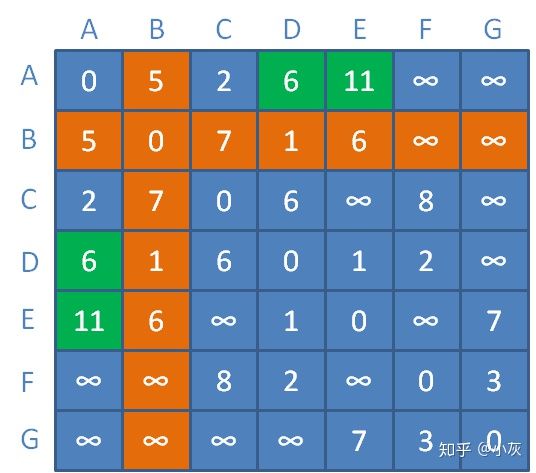 A B C D E F G
A 0 5 2 6 11 ∞ ∞
B 5 0 7 1 6 ∞ ∞
C 2 7 0 6 ∞ 8 ∞
D 6 1 6 0 1 2 ∞
E 11 6 ∞ 1 0 ∞ 7
F ∞ ∞ 8 2 ∞ 0 3
G ∞ ∞ ∞ ∞ 7 3 0
知乎 @小灰